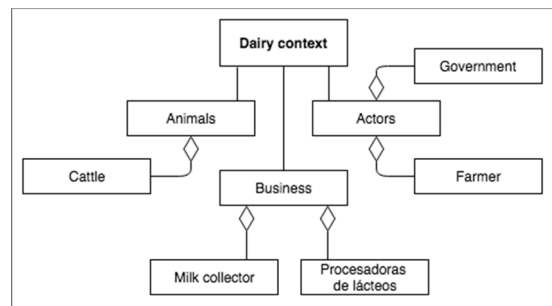 Dairy context
Government
Animals
Actors
Cattle
Business
Farmer
Milk collector
Procesadoras
de lácteos